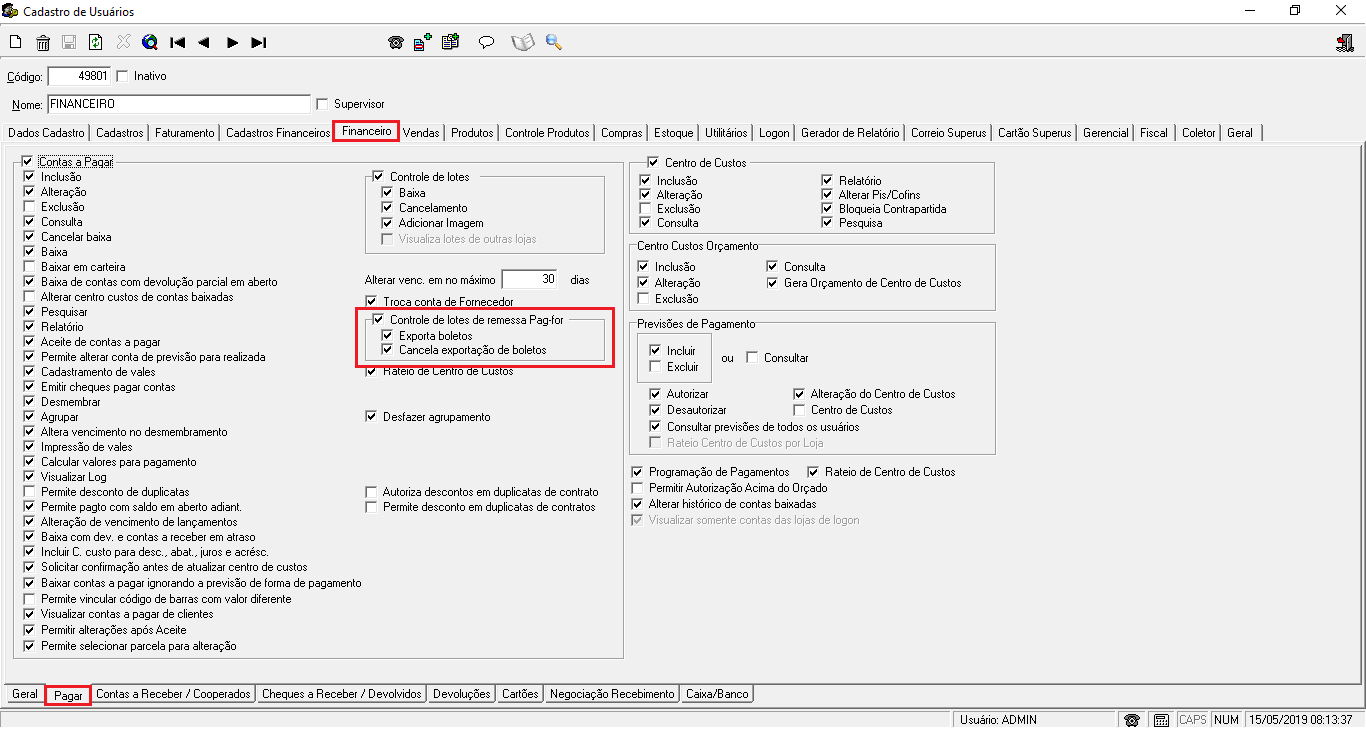 Cadastro de Usuários
Código: 49801 Inativo
Nome: FINANCEIRO Supervisor
Dados Cadastro Cadastros Faturamento Cadastros Financeiros Financeiro Vendas Produtos Controle Produtos Compras Estoque Utilitários Logon Gerador de Relatório Correio Superus Cartão Superus Gerencial Fiscal Coletor Geral
Contas a Pagar
Inclusão
Alteração
Exclusão
Consulta
Cancelar baixa
Baixa
Baixar em carteira
Baixa de contas com devolução parcial em aberto
Alterar centro custos de contas baixadas
Pesquisar
Relatório
Aceite de contas a pagar
Permite alterar conta de previsão para realizada
Cadastramento de vales
Emitir cheques pagar contas
Desmembrar
Agrupar
Altera vencimento no desmembramento
Impressão de vales
Calcular valores para pagamento
Visualizar Log
Permite desconto de duplicatas
Permite pagto com saldo em aberto adiant.
Alteração de vencimento de lançamentos
Baixa com dev. e contas a receber em atraso
Incluir C. custo para desc., abat., juros e acrésc.
Solicitar confirmação antes de atualizar centro de custos
Baixar contas a pagar ignorando a previsão de forma de pagamento
Permite vincular código de barras com valor diferente
Visualizar contas a pagar de clientes
Permitir alterações após Aceite
Permite selecionar parcela para alteração
Controle de lotes
Baixa
Cancelamento
Adicionar Imagem
Visualiza lotes de outras lojas
Alterar venc. em no máximo 30 dias
Troca conta de Fornecedor
Controle de lotes de remessa Pag-for
Exporta boletos
Cancela exportação de boletos
Rateio de Centro de Custos
Desfazer agrupamento
Autoriza descontos em duplicatas de contrato
Permite desconto em duplicatas de contratos
Centro de Custos
Inclusão Relatório
Alteração Alterar Pis/Cofins
Exclusão Bloqueia Contrapartida
Consulta Pesquisa
Centro Custos Orçamento
Inclusão Consulta
Alteração Gera Orçamento de Centro de Custos
Exclusão
Previsões de Pagamento
Incluir ou Consultar
Excluir
Autorizar Alteração do Centro de Custos
Desautorizar Centro de Custos
Consultar previsões de todos os usuários
Rateio Centro de Custos por Loja
Programação de Pagamentos Rateio de Centro de Custos
Permitir Autorização Acima do Orçado
Alterar histórico de contas baixadas
Visualizar somente contas das lojas de logon
Geral Pagar Contas a Receber / Cooperados Cheques a Receber / Devolvidos Devoluções Cartões Negociação Recebimento Caixa/Banco
Usuário: ADMIN CAPS NUM 15/05/2019 08:13:37